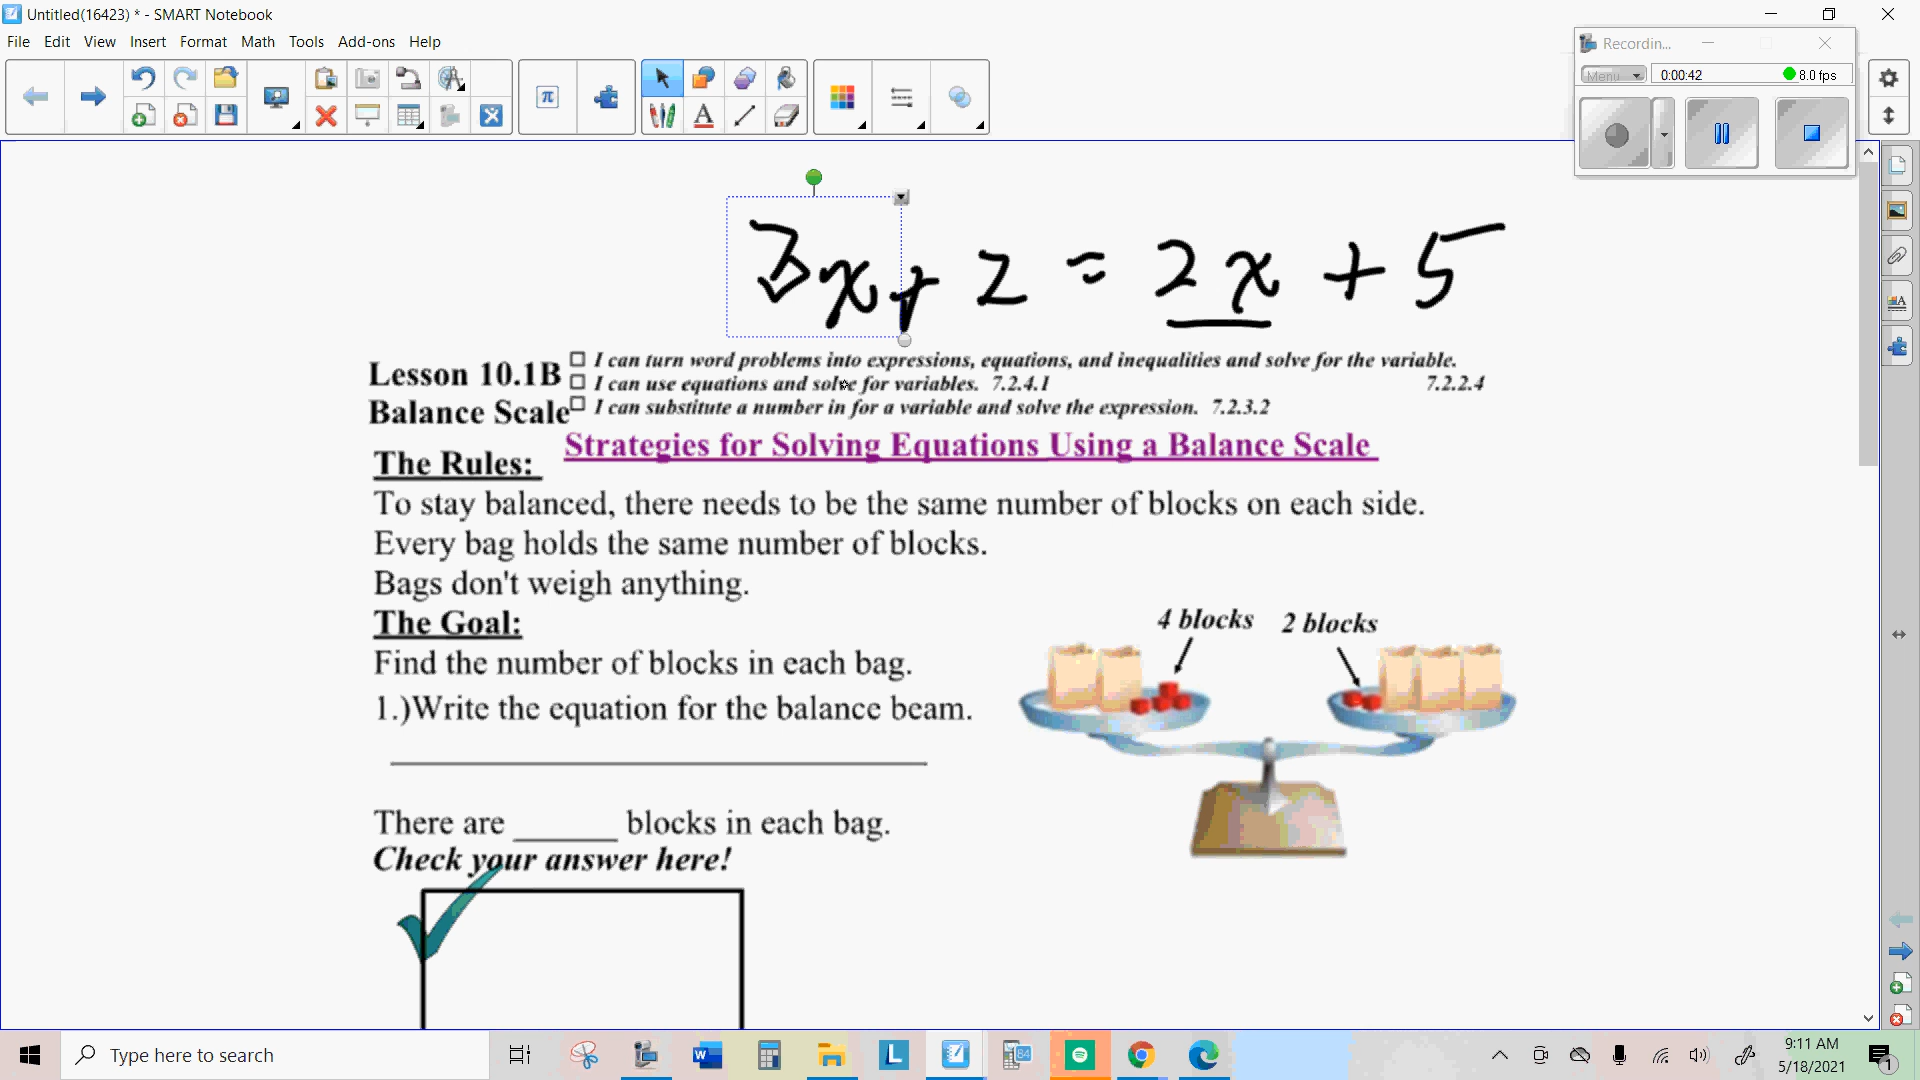 Untitled(16423) * - SMART Notebook
File Edit View Insert Format Math Tools Add-ons Help
Recordin...
Menu 0:00:42 8.0 fps
π
A
3x + 2 = 2x + 5
Lesson 10.1B
Balance Scale
I can turn word problems into expressions, equations, and inequalities and solve for the variable.
I can use equations and solve for variables. 7.2.4.1 7.2.2.4
I can substitute a number in for a variable and solve the expression. 7.2.3.2
Strategies for Solving Equations Using a Balance Scale
The Rules:
To stay balanced, there needs to be the same number of blocks on each side.
Every bag holds the same number of blocks.
Bags don't weigh anything.
The Goal:
Find the number of blocks in each bag.
4 blocks 2 blocks
1.)Write the equation for the balance beam.
There are ______ blocks in each bag.
Check your answer here!
Type here to search
W
L
84
9:11 AM
5/18/2021
1